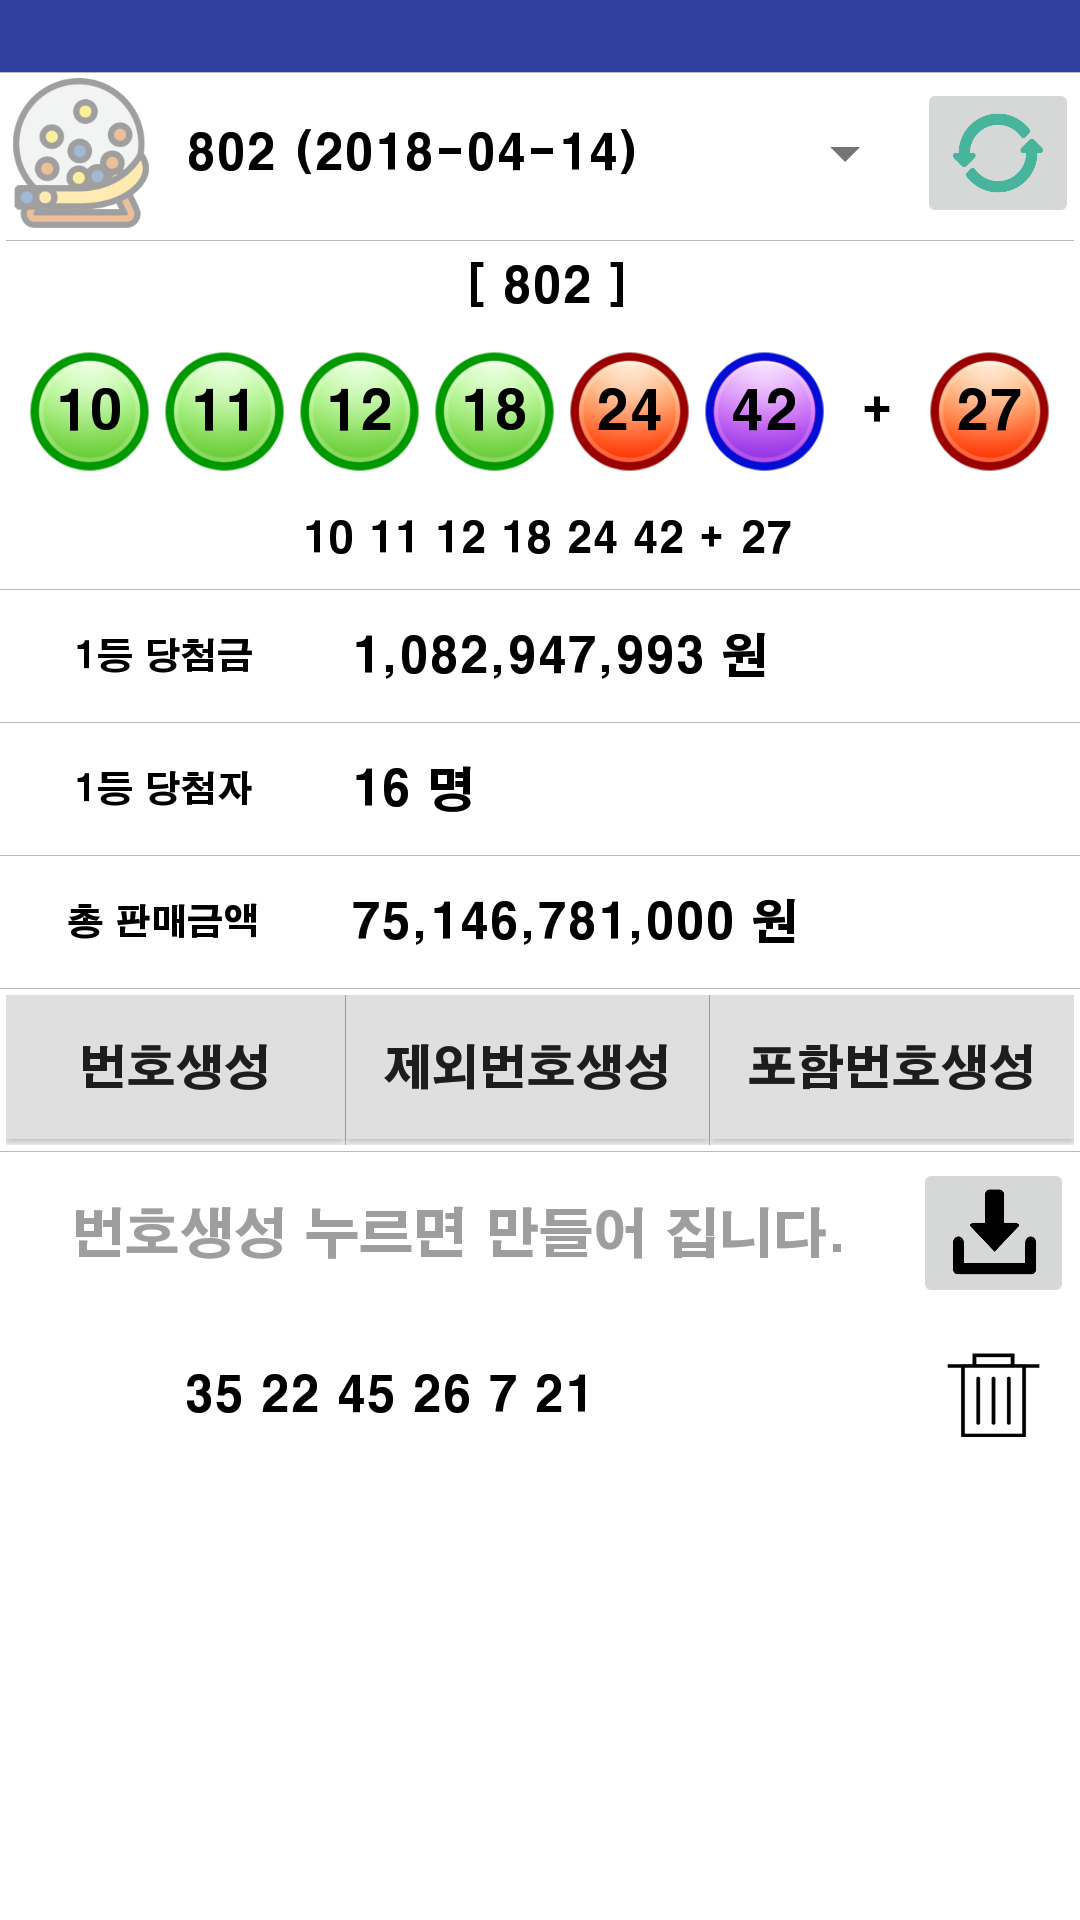 802 (2018-04-14)
[ 802 ]
10 11 12 18 24 42 + 27
10 11 12 18 24 42 + 27
1등 당첨금 1,082,947,993 원
1등 당첨자 16 명
총 판매금액 75,146,781,000 원
번호생성 제외번호생성 포함번호생성
번호생성 누르면 만들어 집니다.
35 22 45 26 7 21